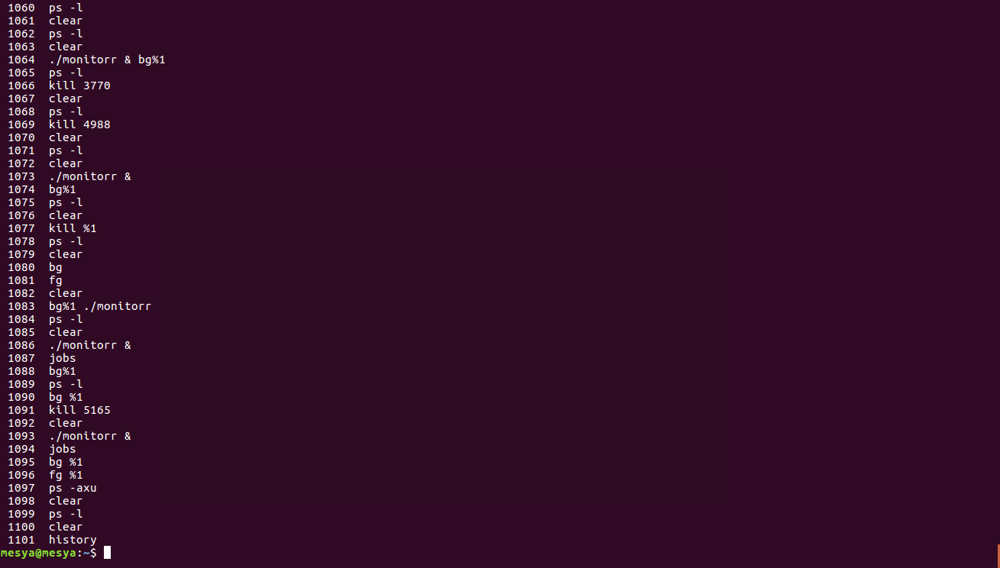 1060  ps -l
1061  clear
1062  ps -l
1063  clear
1064  ./monitorr & bg%1
1065  ps -l
1066  kill 3770
1067  clear
1068  ps -l
1069  kill 4988
1070  clear
1071  ps -l
1072  clear
1073  ./monitorr &
1074  bg%1
1075  ps -l
1076  clear
1077  kill %1
1078  ps -l
1079  clear
1080  bg
1081  fg
1082  clear
1083  bg%1 ./monitorr
1084  ps -l
1085  clear
1086  ./monitorr &
1087  jobs
1088  bg%1
1089  ps -l
1090  bg %1
1091  kill 5165
1092  clear
1093  ./monitorr &
1094  jobs
1095  bg %1
1096  fg %1
1097  ps -axu
1098  clear
1099  ps -l
1100  clear
1101  history
mesya@mesya:~$